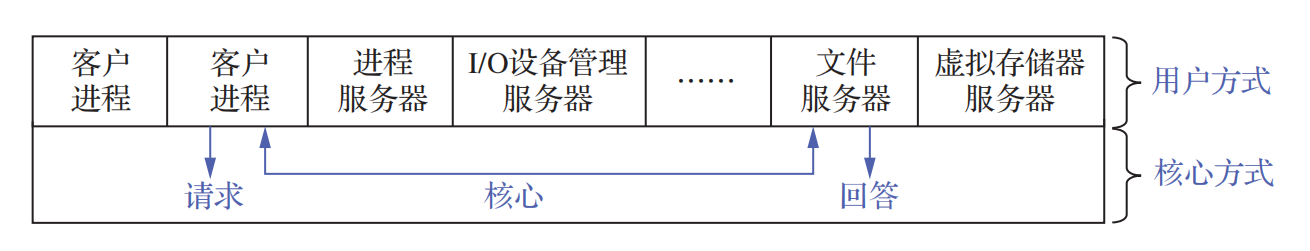 客户
进程
客户
进程
进程
服务器
I/O设备管理
服务器
……
文件
服务器
虚拟存储器
服务器
用户方式
请求
核心
回答
核心方式